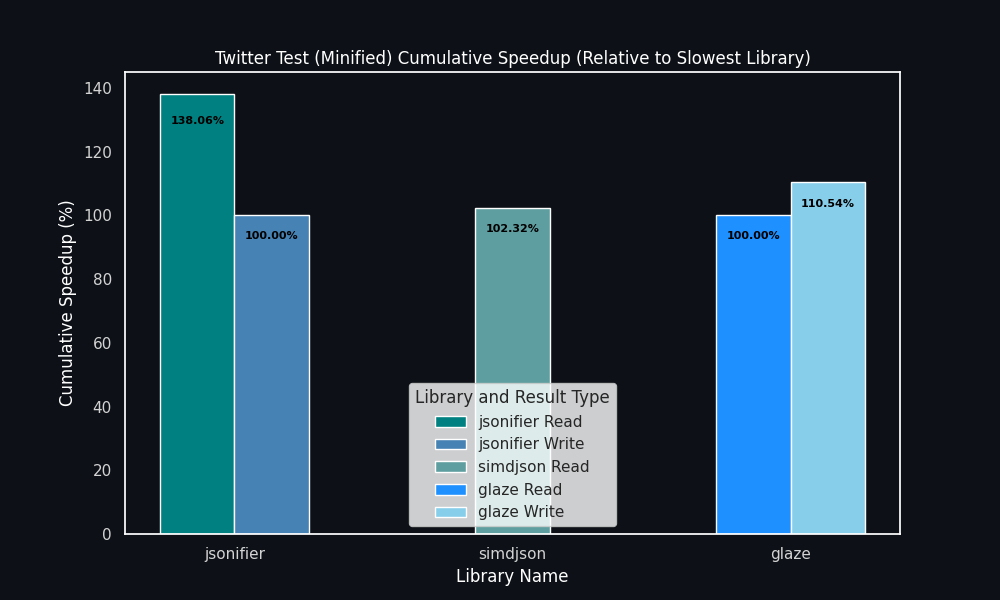 Twitter Test (Minified) Cumulative Speedup (Relative to Slowest Library)
Cumulative Speedup (%)
140
120
100
80
60
40
20
0
138.06%
100.00%
102.32%
100.00%
110.54%
Library and Result Type
jsonifier Read
jsonifier Write
simdjson Read
glaze Read
glaze Write
jsonifier
simdjson
glaze
Library Name